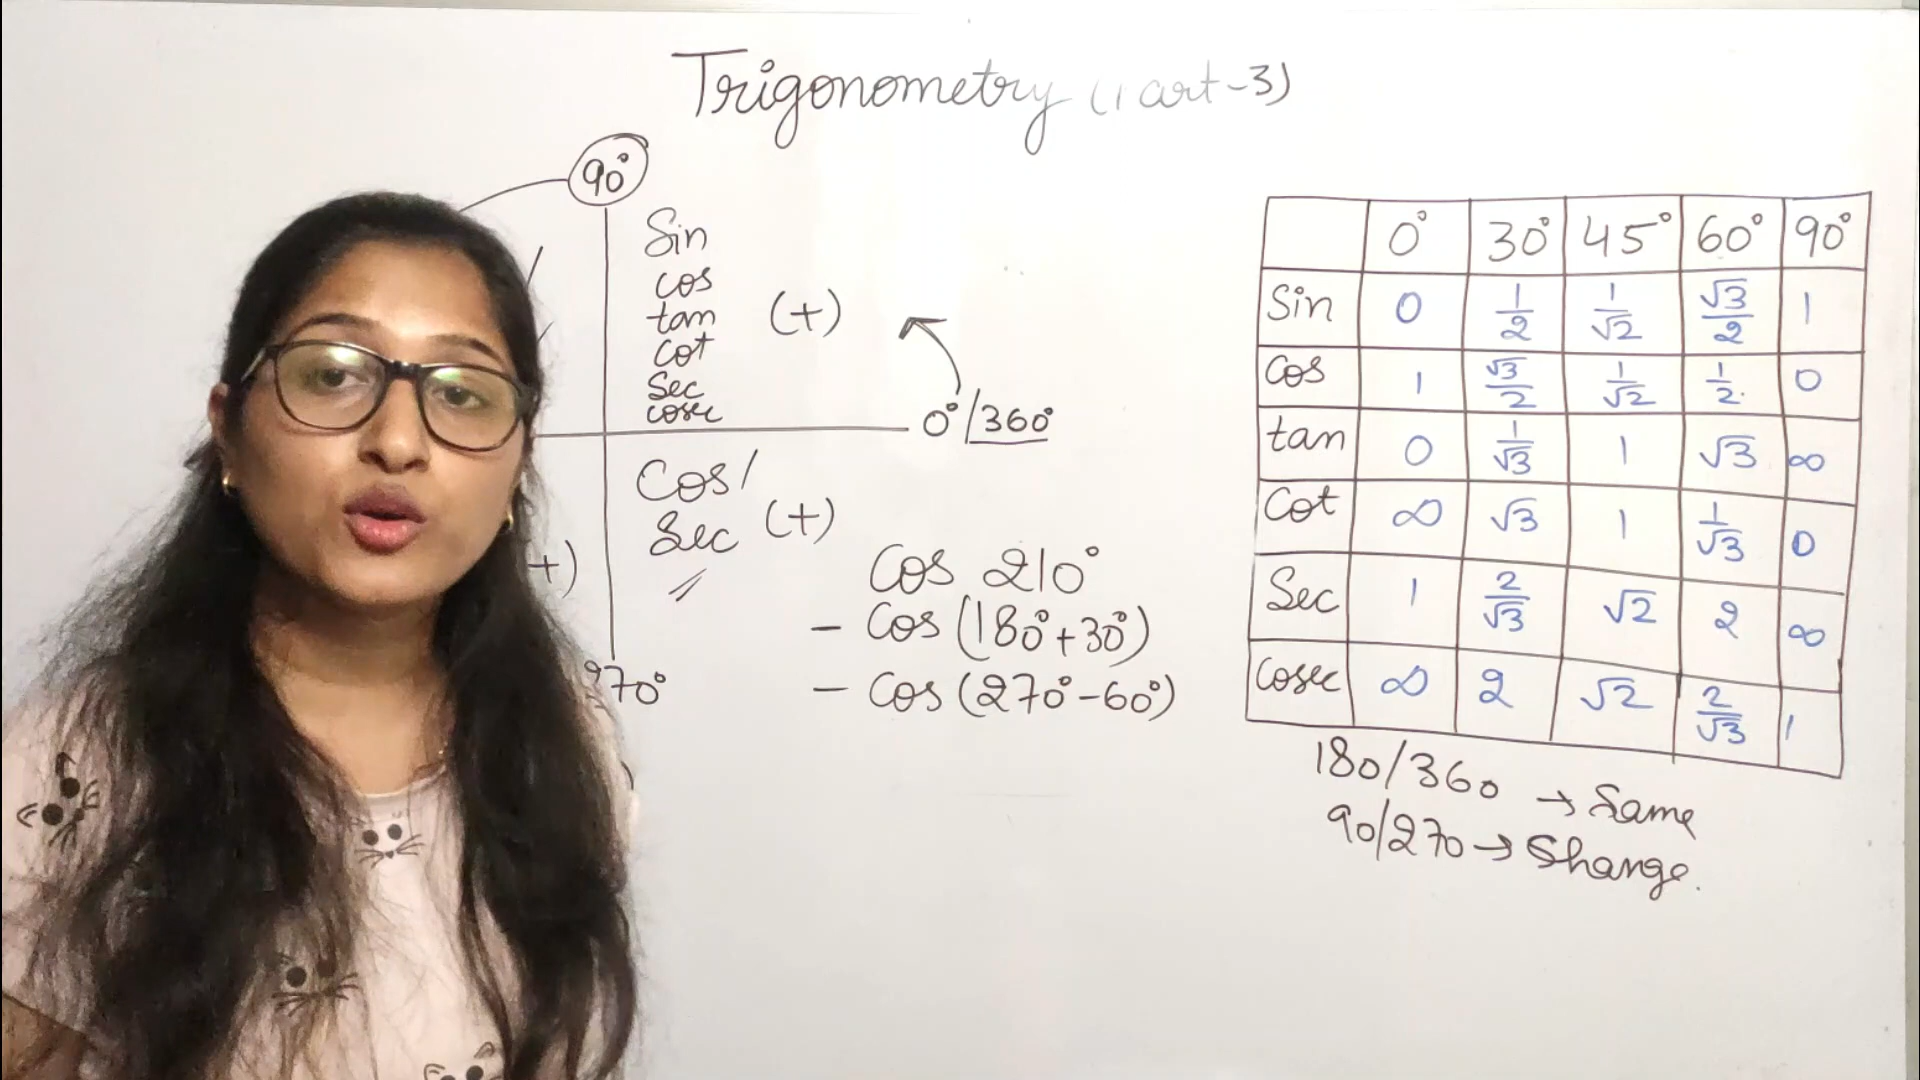 Trigonometry (Part-3)
90°
Sin
cos
tan (+)
cot
Sec
cosec
0°/360°
Cos/
Sec (+)
+)
270°
Cos 210°
- Cos (180°+30°)
- Cos (270°-60°)
0° 30° 45° 60° 90°
Sin 0 1/2 1/√2 √3/2 1
Cos 1 √3/2 1/√2 1/2. 0
tan 0 1/√3 1 √3 ∞
Cot ∞ √3 1 1/√3 0
Sec 1 2/√3 √2 2 ∞
Cosec ∞ 2 √2 2/√3 1
180/360 → Same
90/270 → Shange.